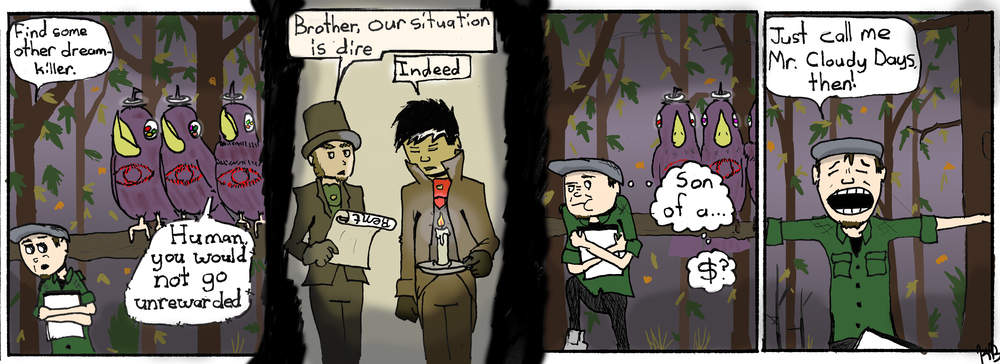 Find some
other dream-
killer.
Human,
you would
not go
unrewarded
Brother, our situation
is dire
Indeed
Rent
Son
of a...
$?
Just call me
Mr. Cloudy Days,
then!